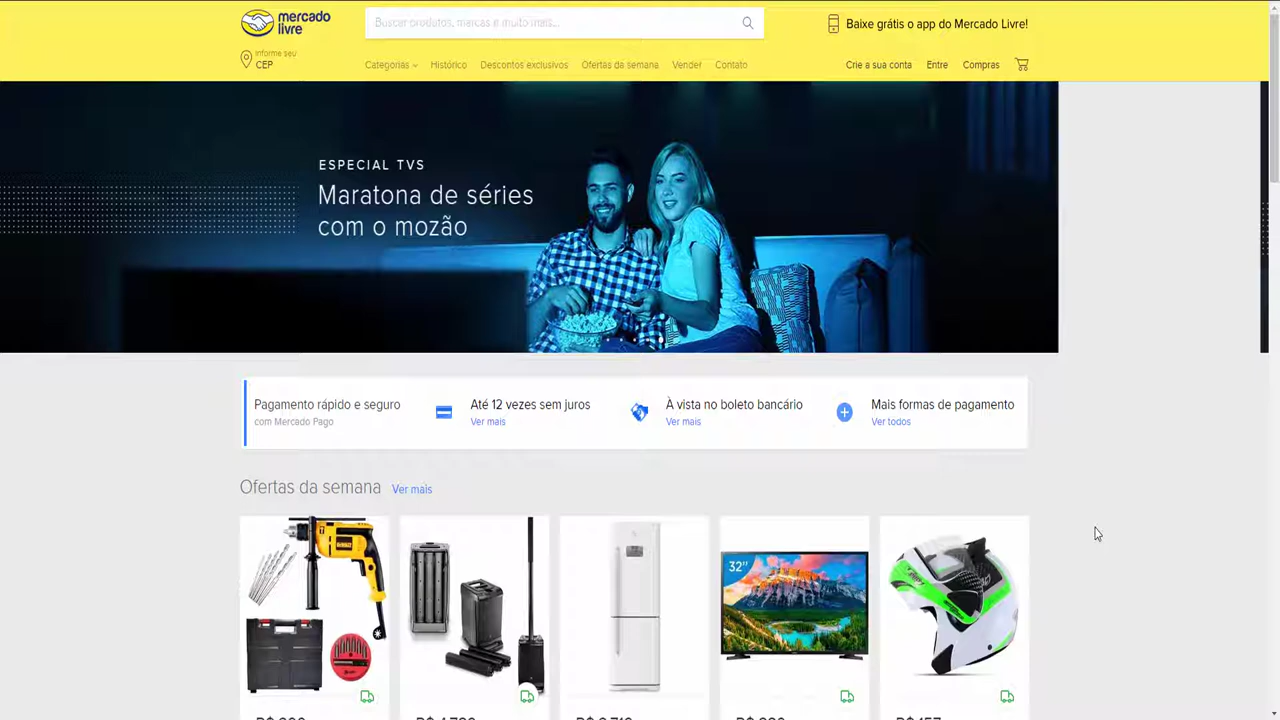 mercado
livre
Buscar produtos, marcas e muito mais...
Baixe grátis o app do Mercado Livre!
Informe seu
CEP
Categorias
Histórico
Descontos exclusivos
Ofertas da semana
Vender
Contato
Crie a sua conta
Entre
Compras
ESPECIAL TVS
Maratona de séries
com o mozão
Pagamento rápido e seguro
com Mercado Pago
Até 12 vezes sem juros
Ver mais
À vista no boleto bancário
Ver mais
Mais formas de pagamento
Ver todos
Ofertas da semana Ver mais
DEWALT
32"